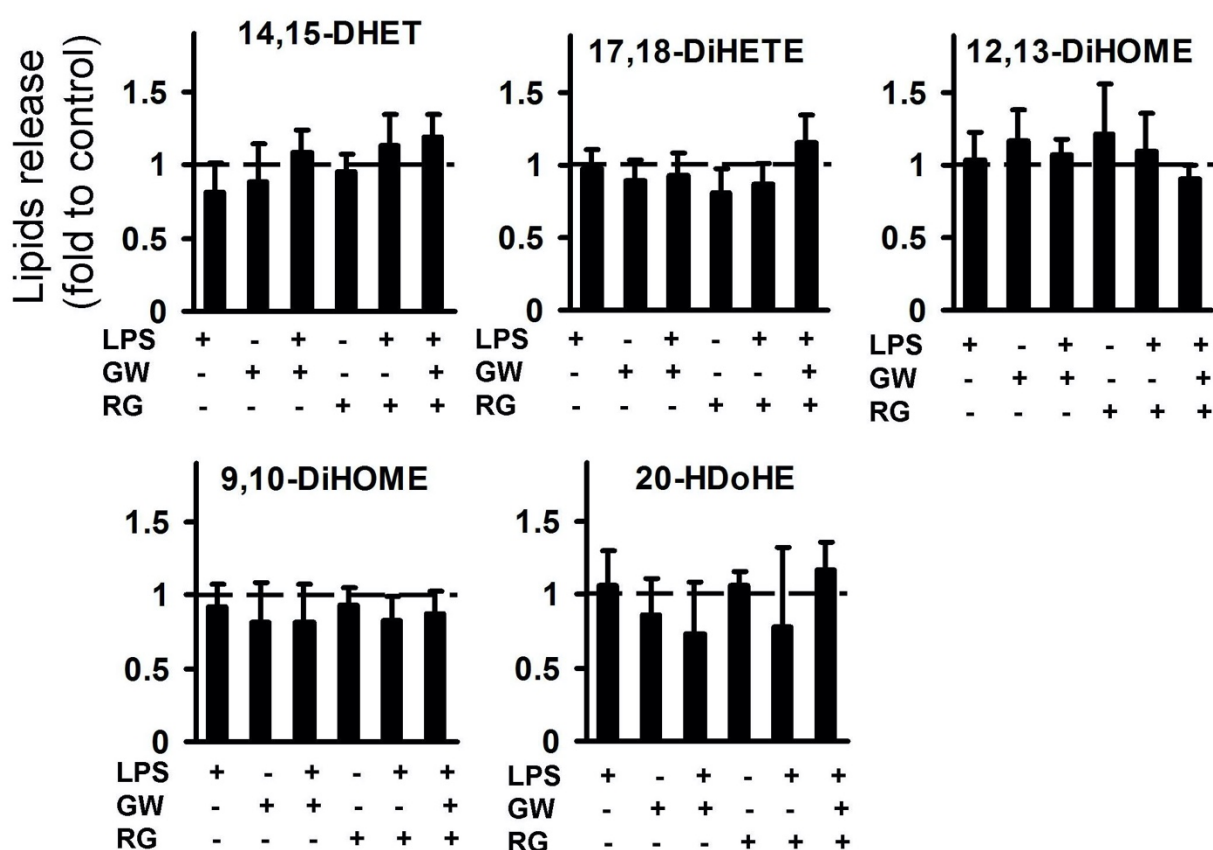 Lipids release
(fold to control)
14,15-DHET
1.5
1
0.5
0
LPS + - + - + +
GW - + + - - +
RG - - - + + +
17,18-DiHETE
1.5
1
0.5
0
LPS + - + - + +
GW - + + - - +
RG - - - + + +
12,13-DiHOME
1.5
1
0.5
0
LPS + - + - + +
GW - + + - - +
RG - - - + + +
9,10-DiHOME
1.5
1
0.5
0
LPS + - + - + +
GW - + + - - +
RG - - - + + +
20-HDoHE
1.5
1
0.5
0
LPS + - + - + +
GW - + + - - +
RG - - - + + +